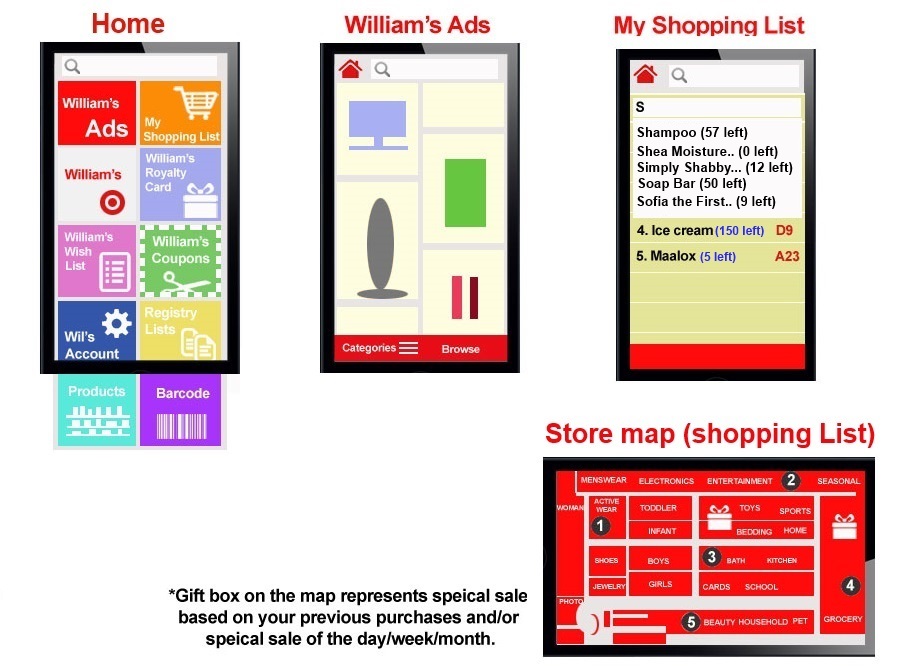 Home
William's
Ads
My
Shopping List
William's
William's
Royalty
Card
William's
Wish
List
William's
Coupons
Wil's
Account
Registry
Lists
Products
Barcode
William's Ads
Categories
Browse
My Shopping List
S
Shampoo (57 left)
Shea Moisture.. (0 left)
Simply Shabby... (12 left)
Soap Bar (50 left)
Sofia the First.. (9 left)
4. Ice cream (150 left) D9
5. Maalox (5 left) A23
Store map (shopping List)
MENSWEAR ELECTRONICS ENTERTAINMENT 2 SEASONAL
WOMAN
ACTIVE
WEAR
1
TODDLER
INFANT
TOYS SPORTS
BEDDING HOME
SHOES
BOYS
3 BATH KITCHEN
JEWELRY
GIRLS
CARDS SCHOOL
4
PHOTO
5 BEAUTY HOUSEHOLD PET
GROCERY
*Gift box on the map represents speical sale
based on your previous purchases and/or
speical sale of the day/week/month.